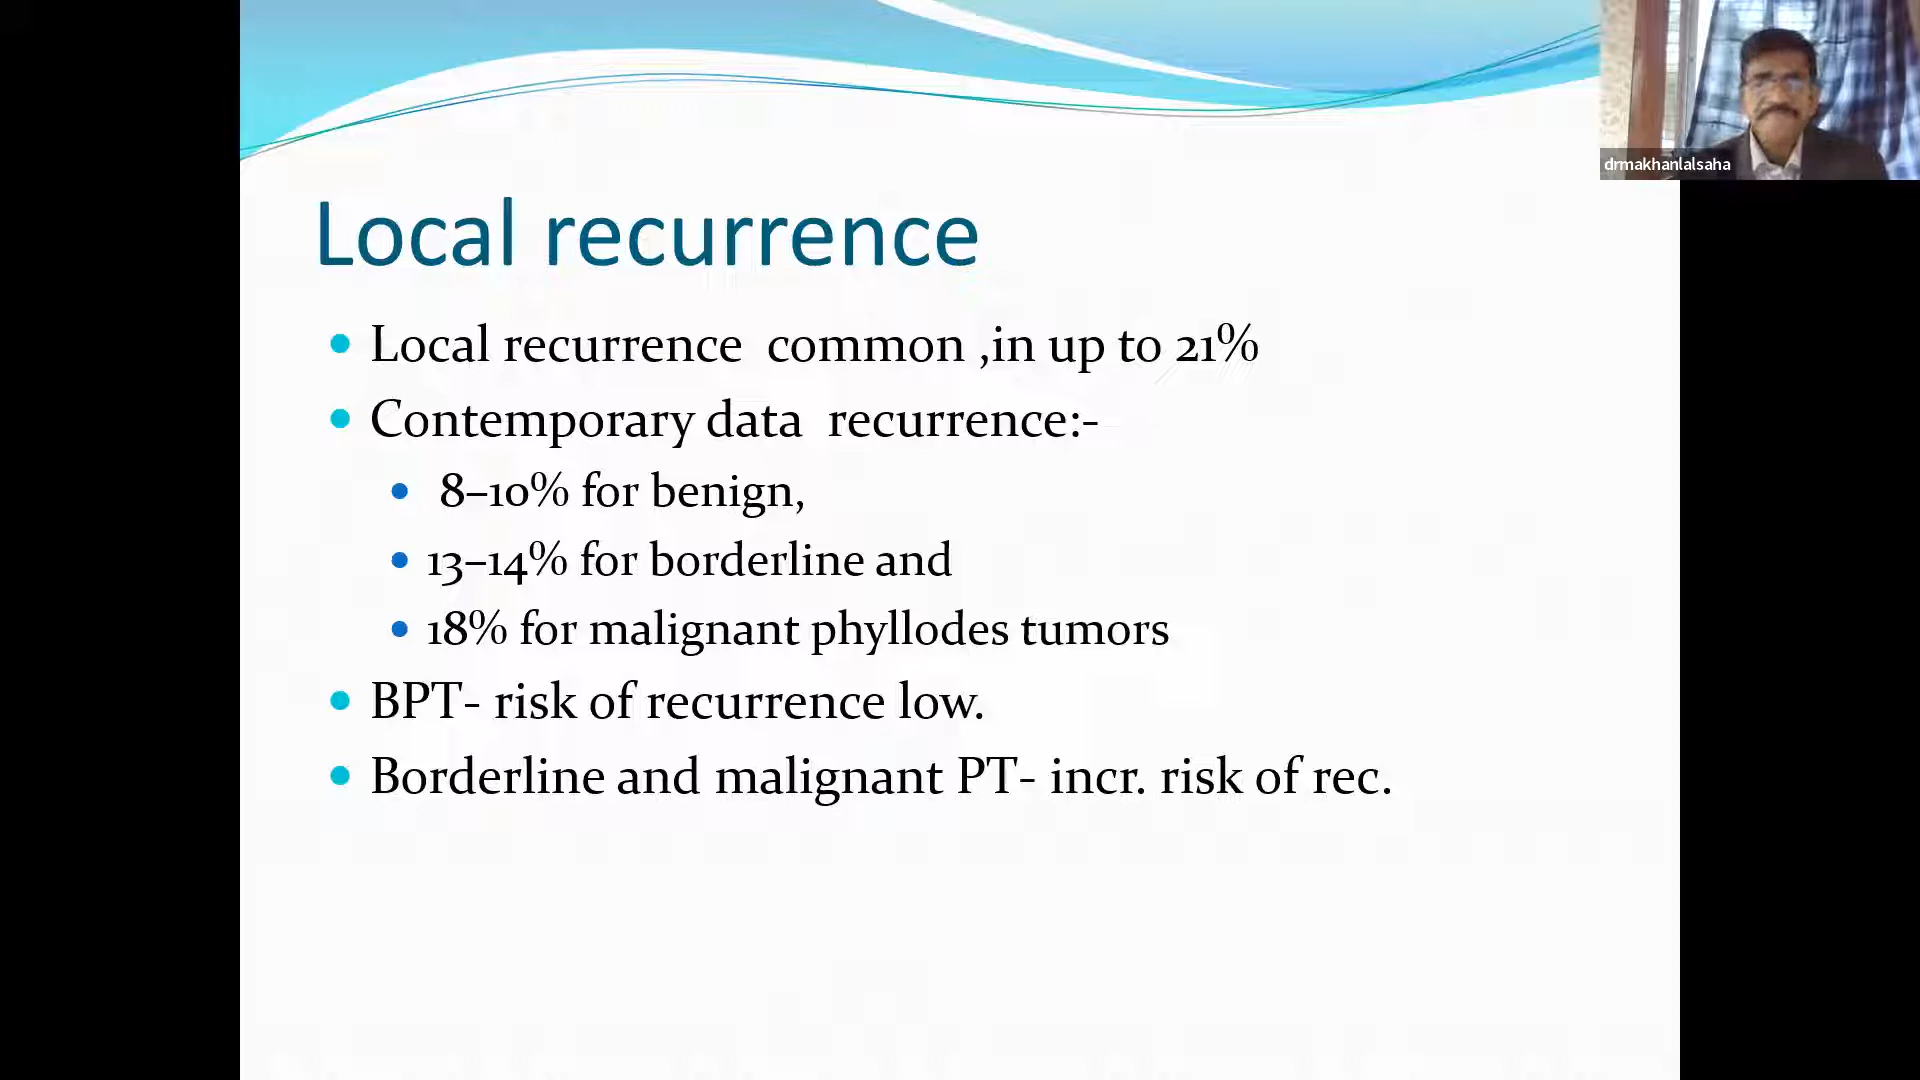 drmakhanlalsaha
Local recurrence
Local recurrence common ,in up to 21%
Contemporary data recurrence:-
8–10% for benign,
13–14% for borderline and
18% for malignant phyllodes tumors
BPT- risk of recurrence low.
Borderline and malignant PT- incr. risk of rec.